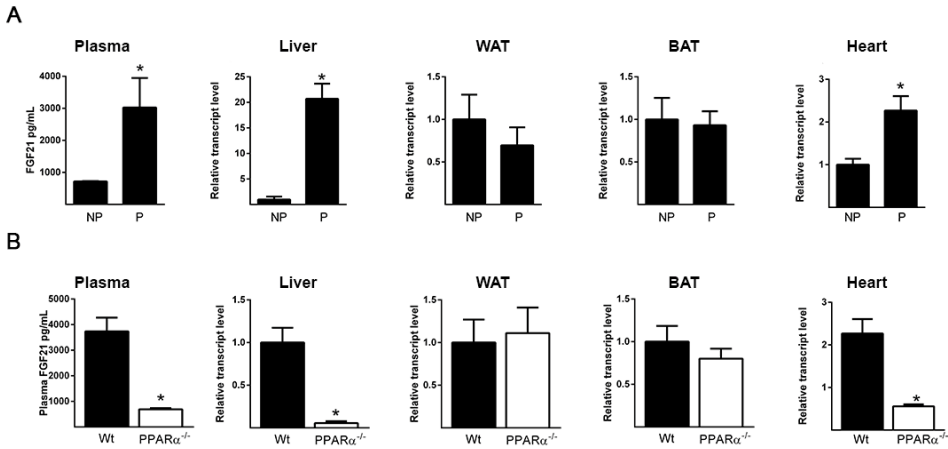 A
Plasma Liver WAT BAT Heart
FGF21 pg/mL
4000
3000
2000
1000
*
NP P
Relative transcript level
25
20
15
10
5
*
NP P
Relative transcript level
1.5
1.0
0.5
NP P
Relative transcript level
1.5
1.0
0.5
NP P
Relative transcript level
3
2
1
0
*
NP P
B
Plasma Liver WAT BAT Heart
Plasma FGF21 pg/mL
5000
4000
3000
2000
1000
*
Wt PPARα-/-
Relative transcript level
1.5
1.0
0.5
*
Wt PPARα-/-
Relative transcript level
1.5
1.0
0.5
Wt PPARα-/-
Relative transcript level
1.5
1.0
0.5
Wt PPARα-/-
Relative transcript level
3
2
1
*
Wt PPARα-/-